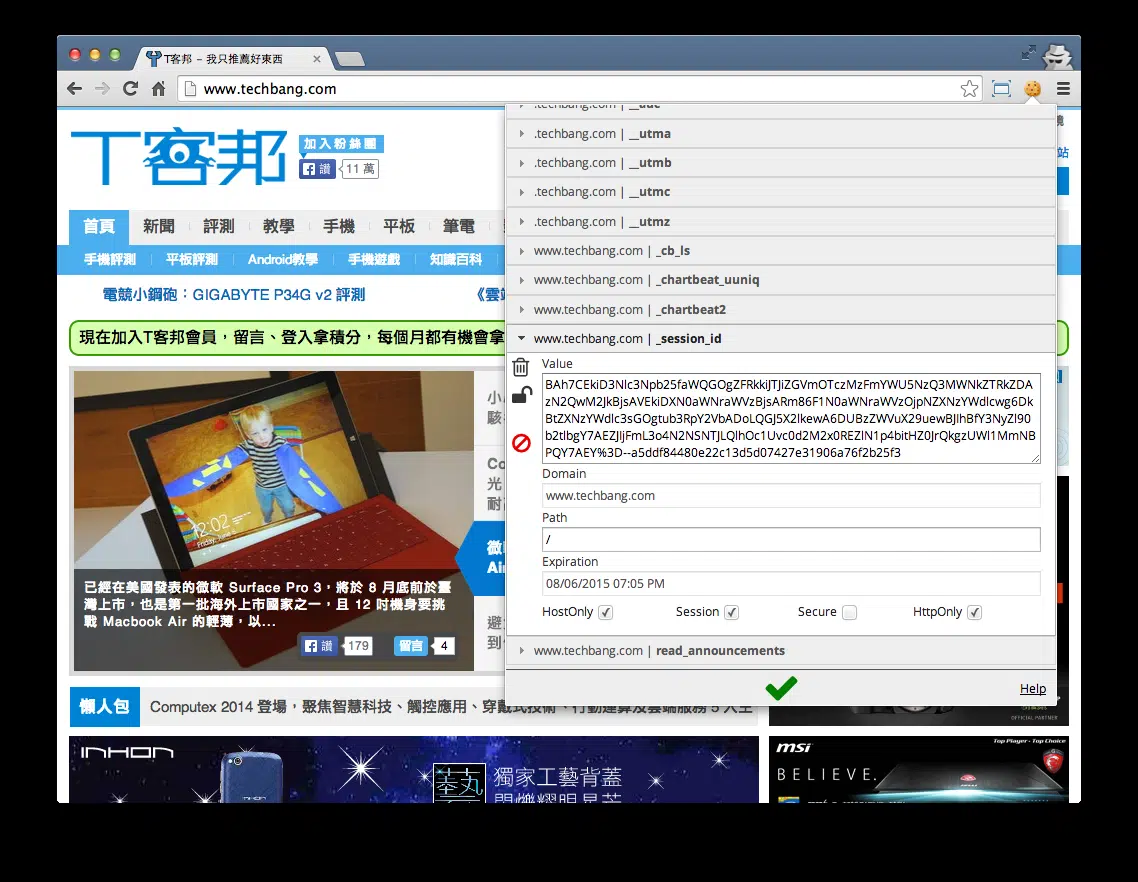 T客邦 – 我只推薦好東西
www.techbang.com
T客邦
加入粉絲團
讚
11 萬
首頁 新聞 評測 教學 手機 平板 筆電
手機評測 平板評測 Android教學 手機遊戲 知識百科
電競小鋼砲：GIGABYTE P34G v2 評測
現在加入T客邦會員，留言、登入拿積分，每個月都有機會拿
站
.techbang.com | __utma
.techbang.com | __utmb
.techbang.com | __utmc
.techbang.com | __utmz
www.techbang.com | _cb_ls
www.techbang.com | _chartbeat_uuniq
www.techbang.com | _chartbeat2
www.techbang.com | _session_id
Value
PQY7AEY%3D--a5ddf84480e22c13d5d07427e31906a76f2b25f3
Domain
www.techbang.com
Path
/
Expiration
08/06/2015 07:05 PM
HostOnly Session Secure HttpOnly
www.techbang.com | read_announcements
Help
12:02
Friday, June
已經在美國發表的微軟 Surface Pro 3，將於 8 月底前於臺
灣上市，也是第一批海外上市國家之一，且 12 吋機身要挑
戰 Macbook Air 的輕薄，以...
讚 179 留言 4
小
Co
光
耐
微
Air
避
到
懶人包
Computex 2014 登場，聚焦智慧科技、觸控應用、穿戴式技術、行動運算及雲端服務 5 大主
OFFICIAL PARTNER
INHON
獨家工藝背蓋
msi
Top Player · Top Choice
BELIEVE.